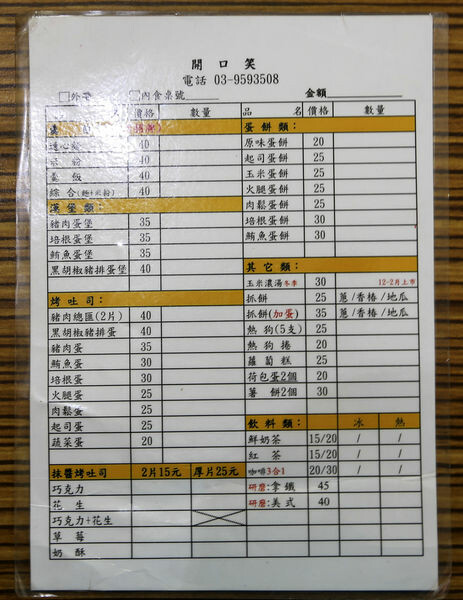 開口笑
電話 03-9593508
□外帶 □內食桌號 金額
名 價格 數量
40
粉 40
飯 40
綜合(麵+米粉) 40
漢堡類:
豬肉蛋堡 35
培根蛋堡 35
鮪魚蛋堡 35
黑胡椒豬排蛋堡 40
烤吐司:
豬肉總匯(2片) 40
黑胡椒豬排蛋 40
豬肉蛋 35
鮪魚蛋 30
培根蛋 30
火腿蛋 25
肉鬆蛋 25
起司蛋 25
蔬菜蛋 20
抹醬烤吐司 2片15元 厚片25元
巧克力
花生
巧克力+花生
草莓
奶酥
品名 價格 數量
蛋餅類:
原味蛋餅 20
起司蛋餅 25
玉米蛋餅 25
火腿蛋餅 25
肉鬆蛋餅 25
培根蛋餅 30
鮪魚蛋餅 30
其它類:
玉米濃湯冬季 30 12-2月上市
抓餅 25 蔥/香椿/地瓜
抓餅(加蛋) 35 蔥/香椿/地瓜
熱狗(5支) 25
熱狗捲 20
蘿蔔糕 25
荷包蛋2個 20
薯餅2個 30
飲料類: 冰 熱
鮮奶茶 15/20 / /
紅茶 15/20 / /
咖啡3合1 20/30 / /
研磨:拿鐵 45
研磨:美式 40